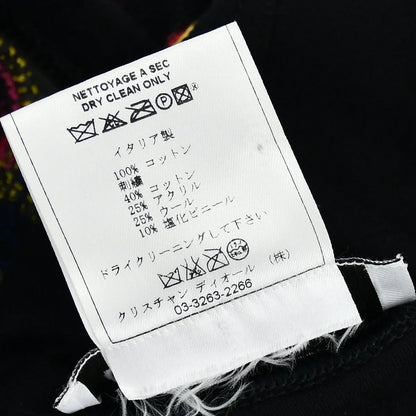 NETTOYAGE A SEC
DRY CLEAN ONLY
P
イタリア製
100% コットン
刺繍
40% コットン
25% アクリル
25% ウール
10% 塩化ビニール
ドライクリーニングして下さい
クリスチャン ディオール (株)
03-3263-2266